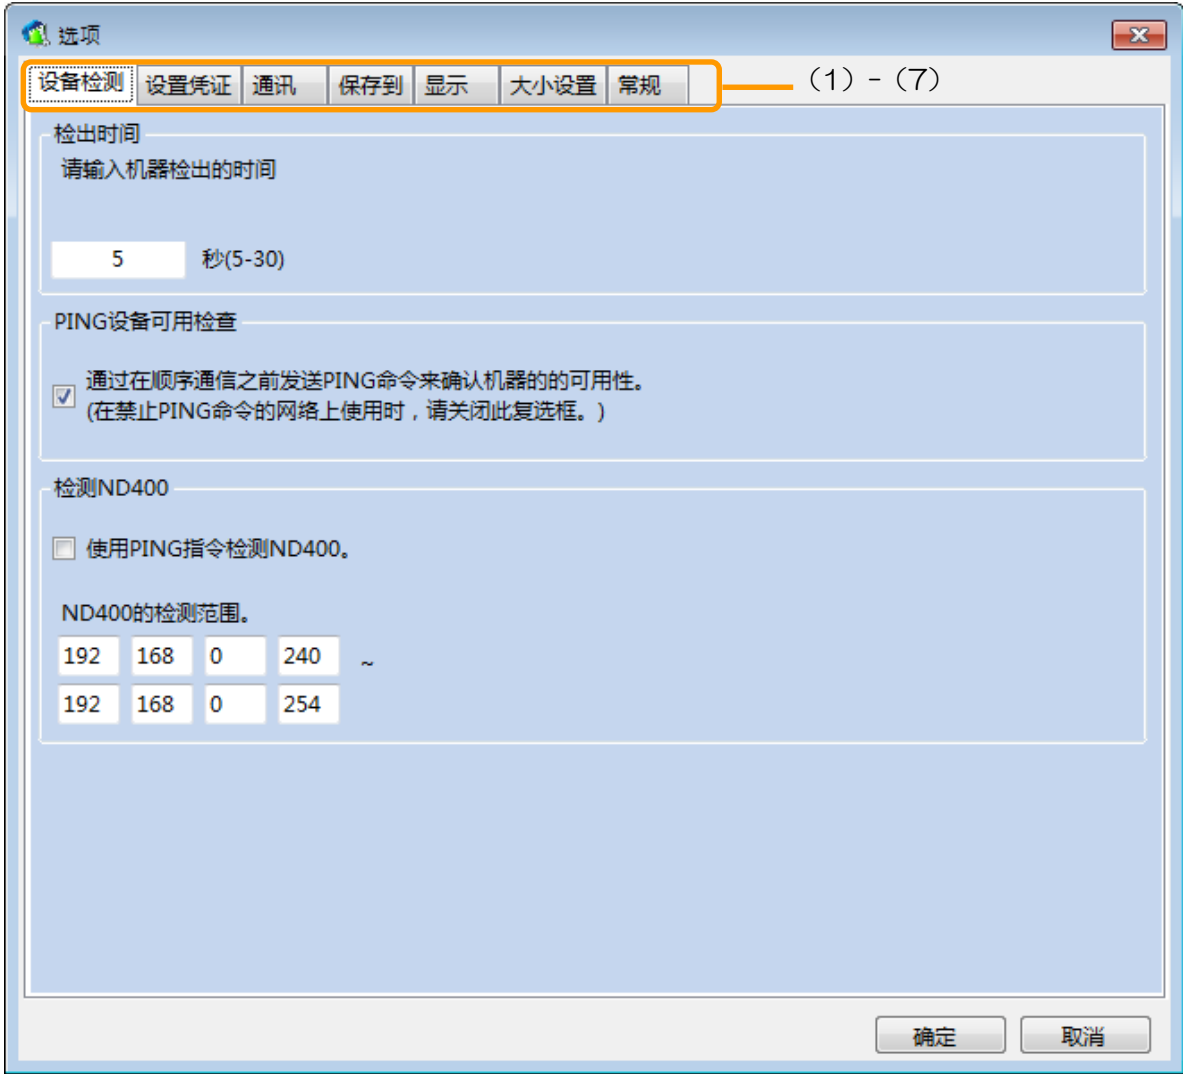 选项
设备检测 设置凭证 通讯 保存到 显示 大小设置 常规 (1) - (7)
检出时间
请输入机器检出的时间
5 秒(5-30)
PING设备可用检查
通过在顺序通信之前发送PING命令来确认机器的的可用性。
(在禁止PING命令的网络上使用时，请关闭此复选框。)
检测ND400
使用PING指令检测ND400。
ND400的检测范围。
192 168 0 240 ~
192 168 0 254
确定 取消